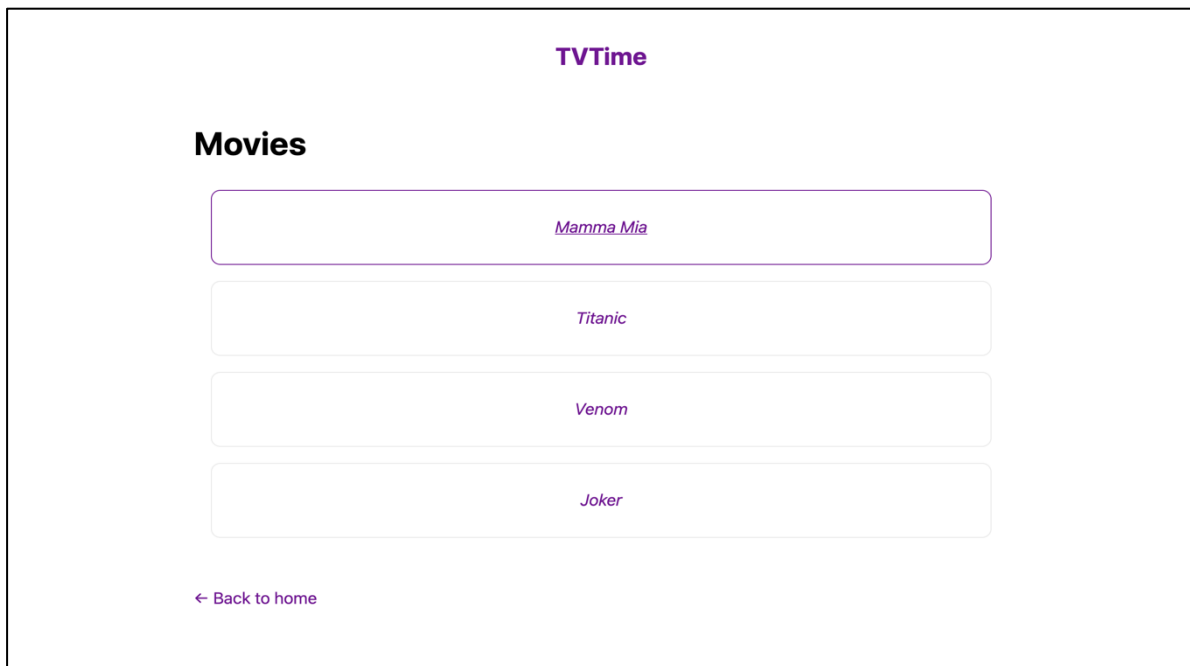 TVTime
Movies
Mamma Mia
Titanic
Venom
Joker
← Back to home